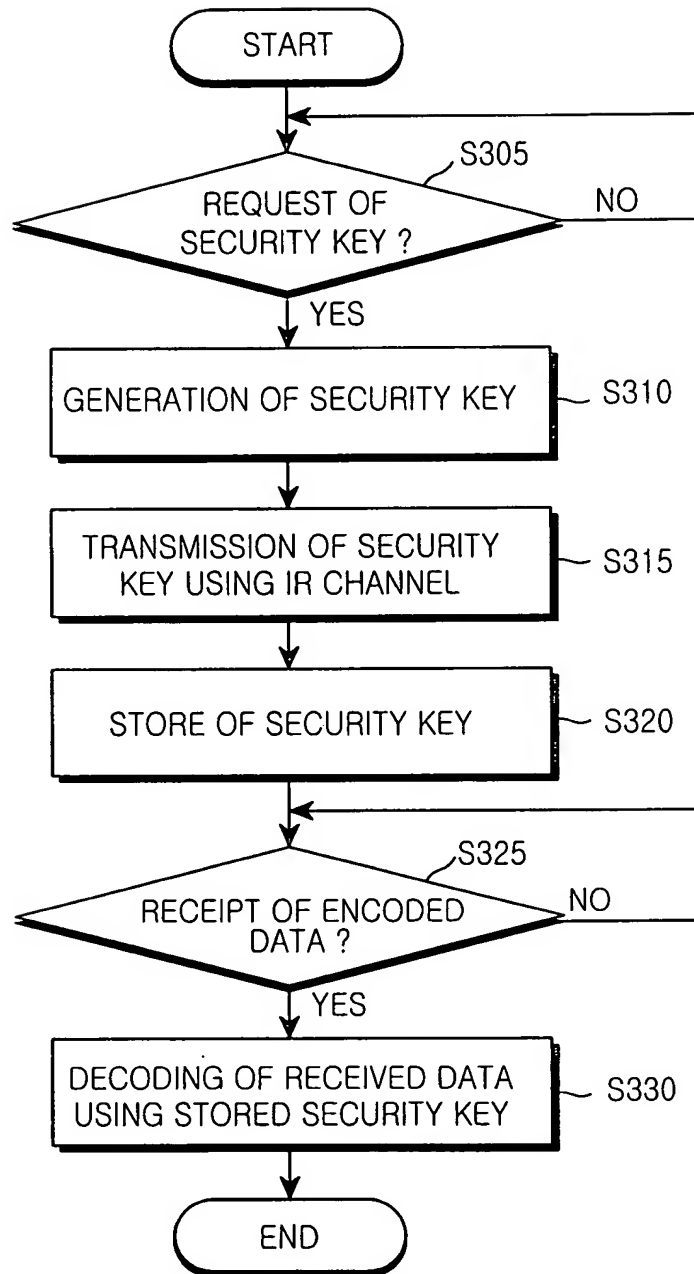 START
S305
REQUEST OF
SECURITY KEY ?
NO
YES
GENERATION OF SECURITY KEY
S310
TRANSMISSION OF SECURITY
KEY USING IR CHANNEL
S315
STORE OF SECURITY KEY
S320
S325
RECEIPT OF ENCODED
DATA ?
NO
YES
DECODING OF RECEIVED DATA
USING STORED SECURITY KEY
S330
END